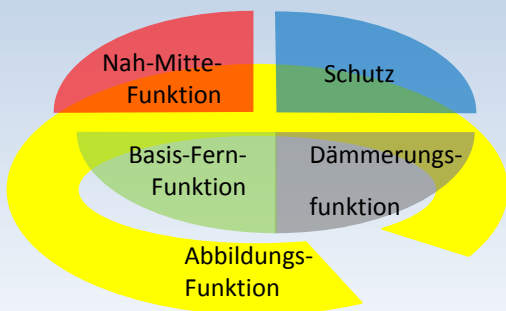 Nah-Mitte-
Funktion
Schutz
Basis-Fern-
Funktion
Dämmerungs-
funktion
Abbildungs-
Funktion